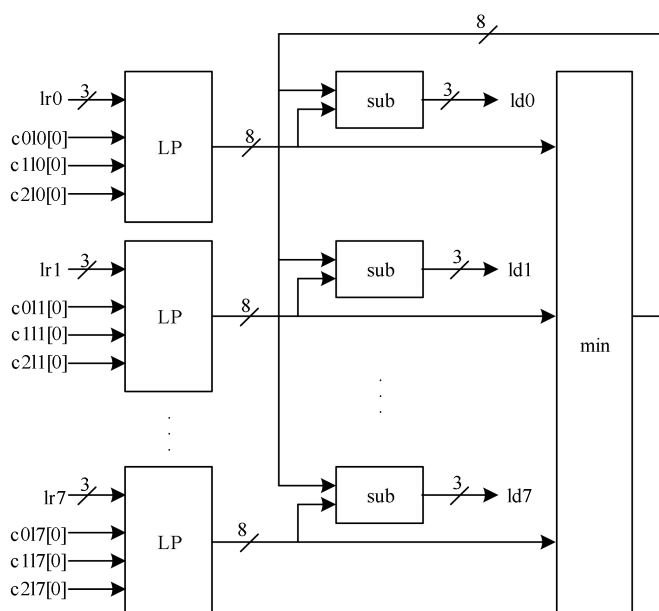 8
lr0
3
c0l0[0]
c1l0[0]
c2l0[0]
LP
8
sub
3
ld0
lr1
3
c0l1[0]
c1l1[0]
c2l1[0]
LP
8
sub
3
ld1
min
lr7
3
c0l7[0]
c1l7[0]
c2l7[0]
LP
8
sub
3
ld7